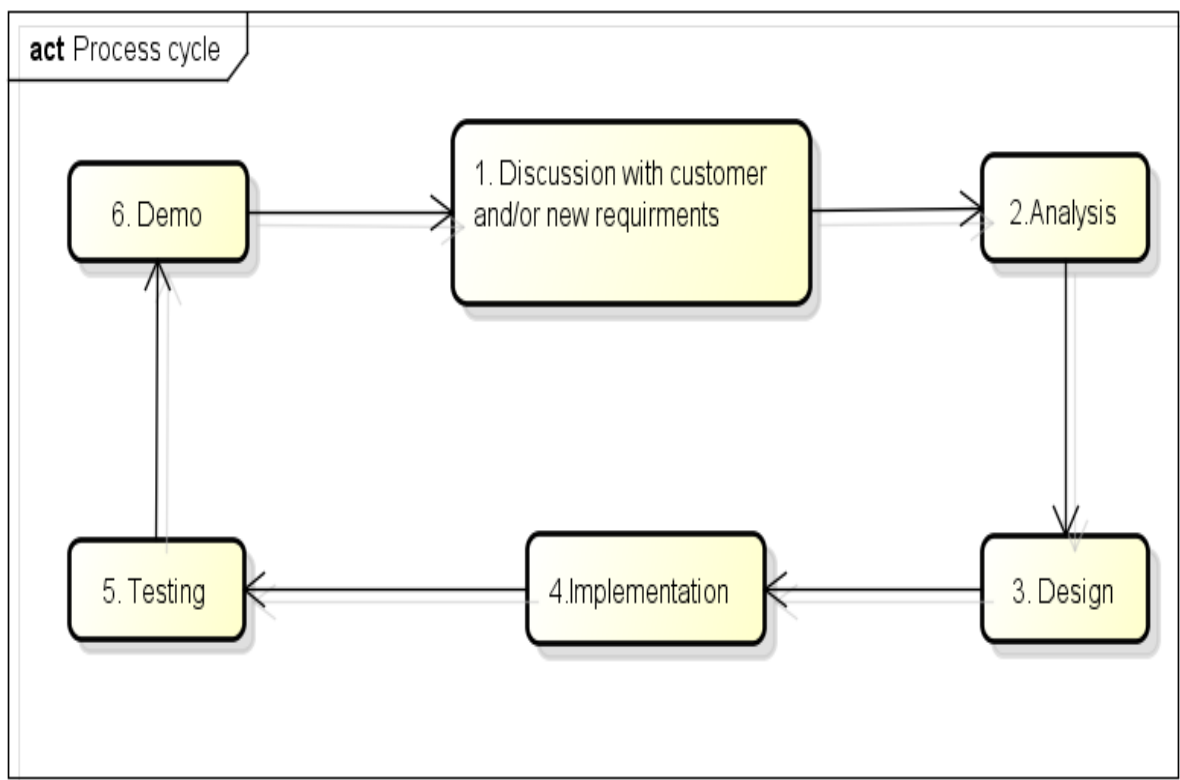 act Process cycle
1. Discussion with customer
and/or new requirments
6. Demo
2.Analysis
5. Testing
4.Implementation
3. Design